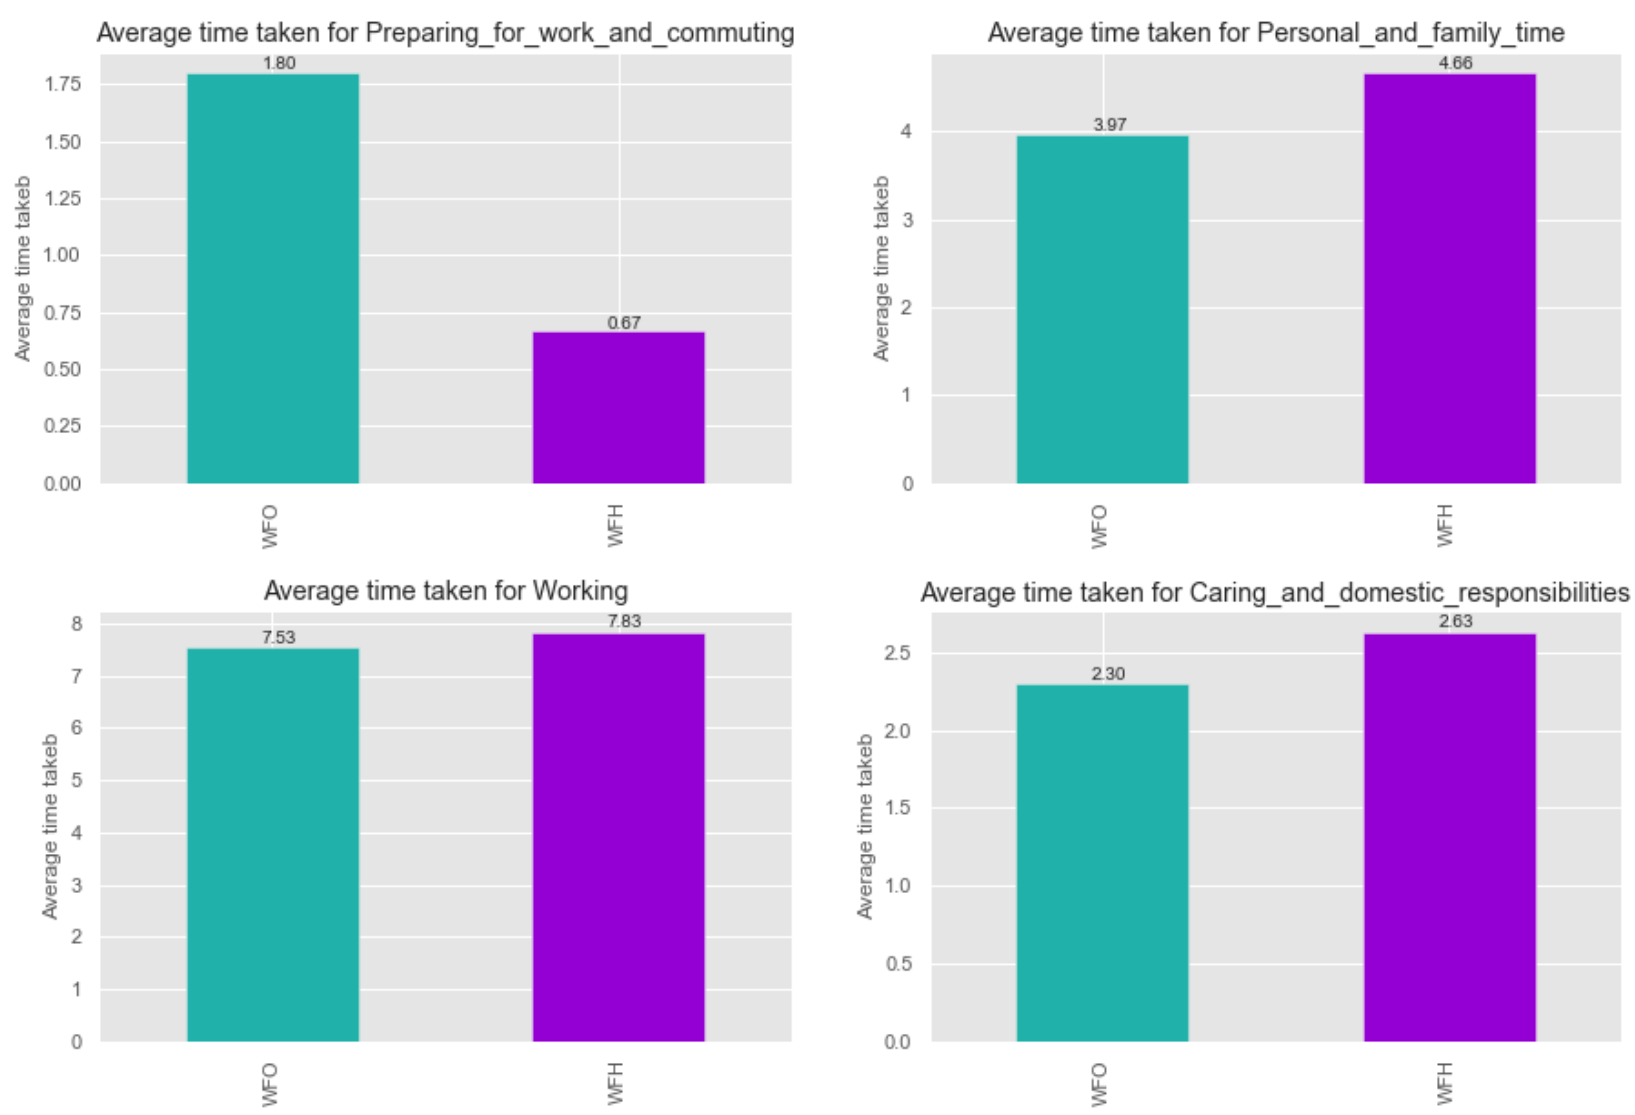 Average time taken for Preparing_for_work_and_commuting
Average time takeb
1.75
1.50
1.25
1.00
0.75
0.50
0.25
0.00
1.80
0.67
WFO
WFH
Average time taken for Personal_and_family_time
Average time takeb
4
3
2
1
0
3.97
4.66
WFO
WFH
Average time taken for Working
Average time takeb
8
7
6
5
4
3
2
1
0
7.53
7.83
WFO
WFH
Average time taken for Caring_and_domestic_responsibilities
Average time takeb
2.5
2.0
1.5
1.0
0.5
0.0
2.30
2.63
WFO
WFH